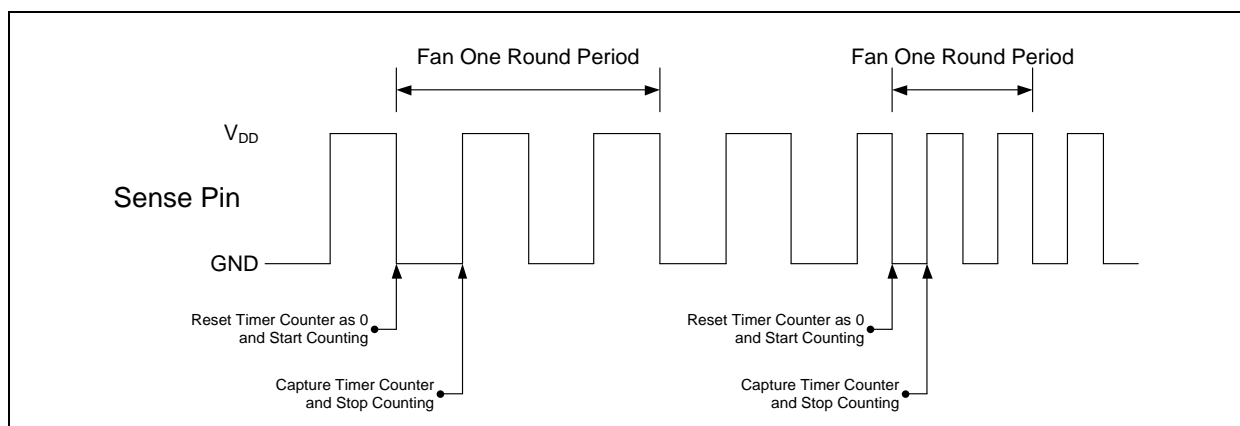 Fan One Round Period
Fan One Round Period
VDD
Sense Pin
GND
Reset Timer Counter as 0
and Start Counting
Reset Timer Counter as 0
and Start Counting
Capture Timer Counter
and Stop Counting
Capture Timer Counter
and Stop Counting